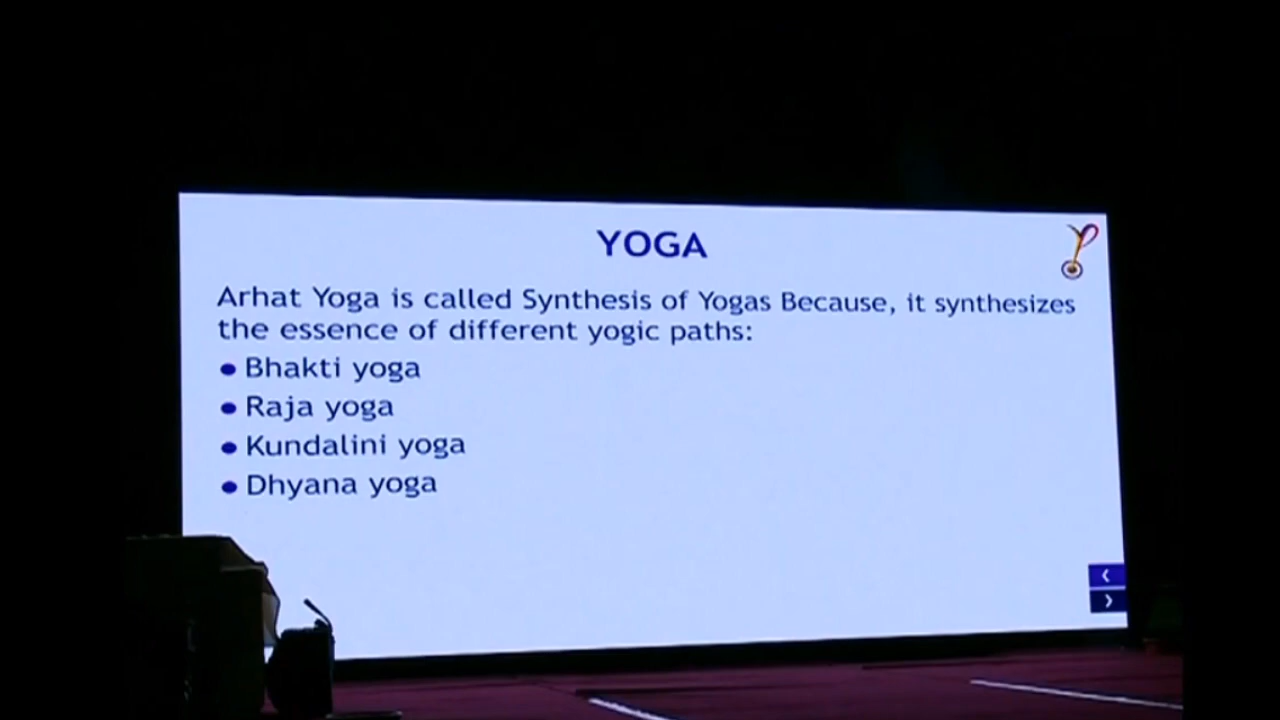 YOGA
Arhat Yoga is called Synthesis of Yogas Because, it synthesizes
the essence of different yogic paths:
● Bhakti yoga
● Raja yoga
● Kundalini yoga
● Dhyana yoga